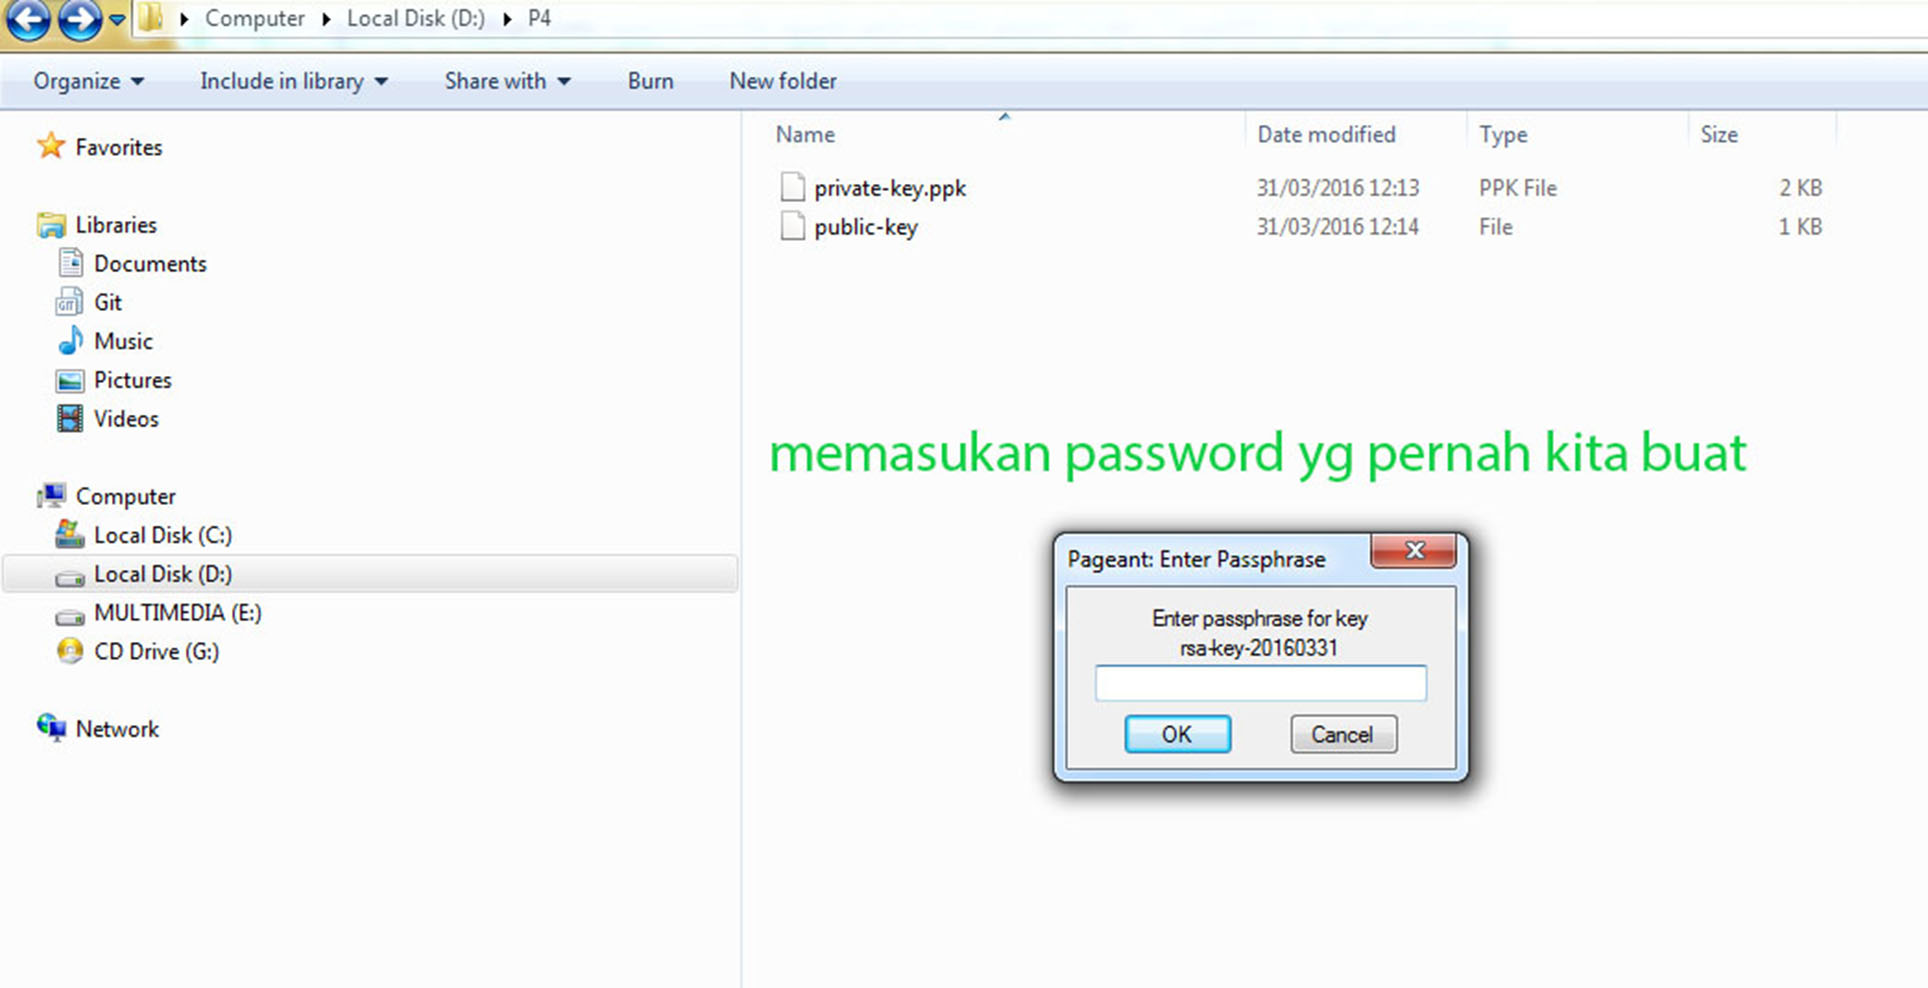 Computer Local Disk (D:) P4
Organize Include in library Share with Burn New folder
Name Date modified Type Size
Favorites
private-key.ppk 31/03/2016 12:13 PPK File 2 KB
public-key 31/03/2016 12:14 File 1 KB
Libraries
Documents
Git
Music
Pictures
Videos
memasukan password yg pernah kita buat
Computer
Local Disk (C:)
Local Disk (D:)
MULTIMEDIA (E:)
CD Drive (G:)
Network
Pageant: Enter Passphrase
Enter passphrase for key
rsa-key-20160331
OK Cancel